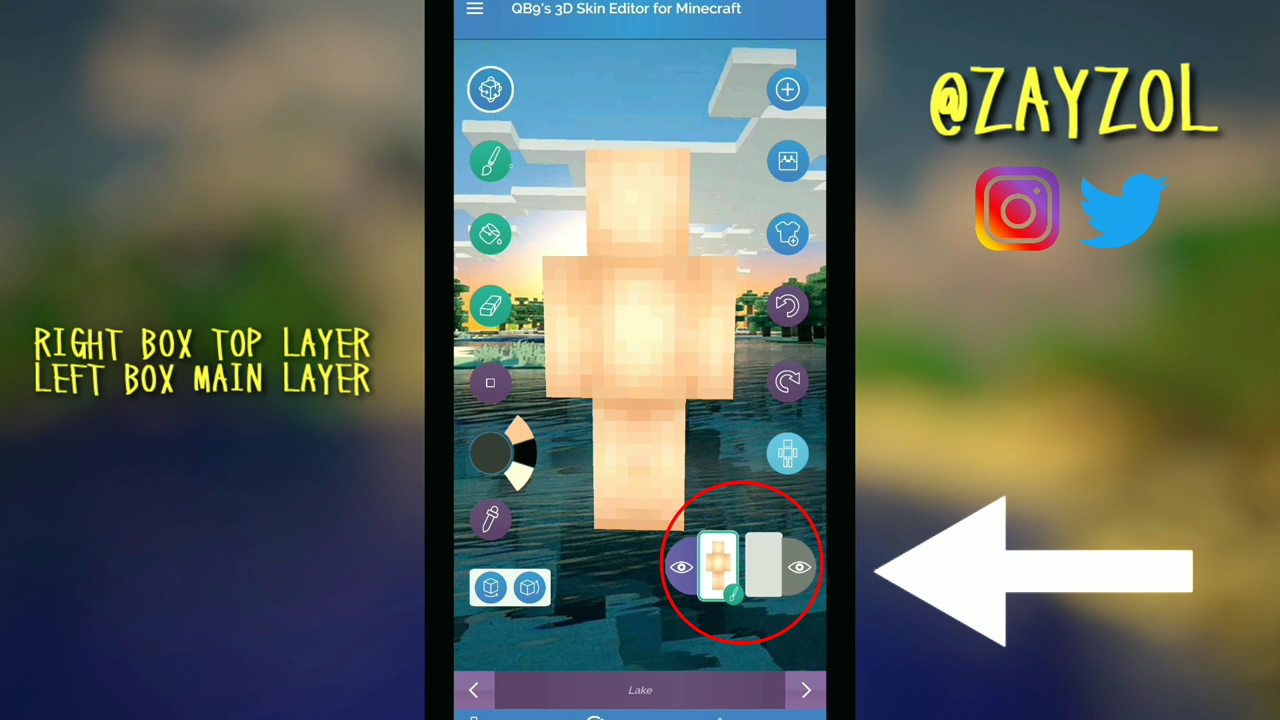 QB9's 3D Skin Editor for Minecraft
@ZAYZOL
RIGHT BOX TOP LAYER
LEFT BOX MAIN LAYER
Lake